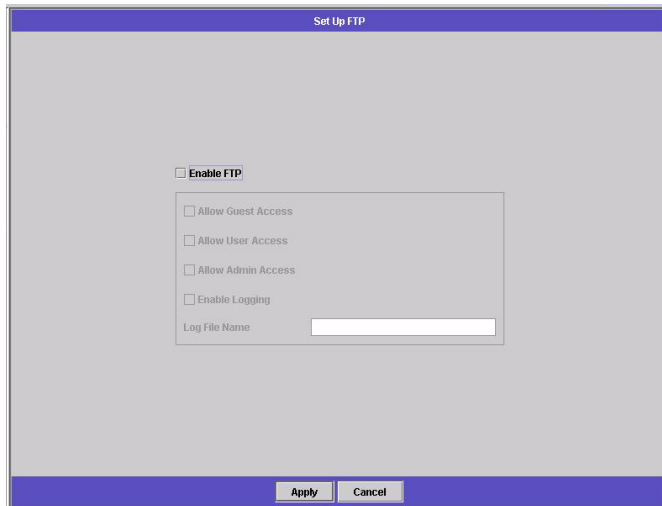 Set Up FTP
Enable FTP
Allow Guest Access
Allow User Access
Allow Admin Access
Enable Logging
Log File Name
Apply Cancel